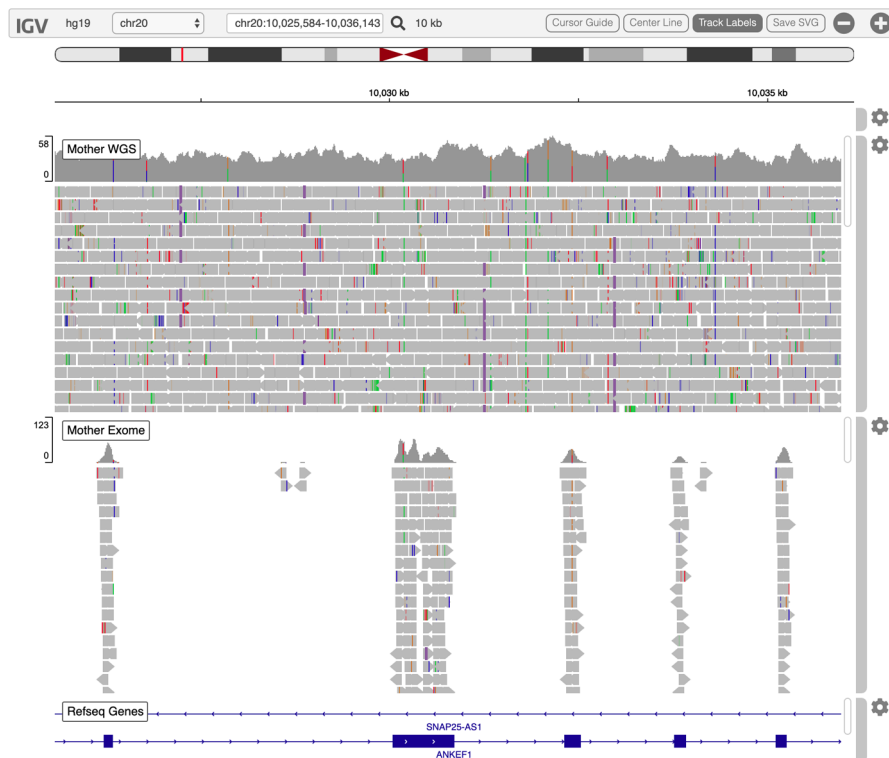 IGV hg19 chr20 chr20:10,025,584-10,036,143 10 kb Cursor Guide Center Line Track Labels Save SVG
10,030 kb 10,035 kb
58
Mother WGS
0
123
Mother Exome
0
Refseq Genes
SNAP25-AS1
ANKEF1